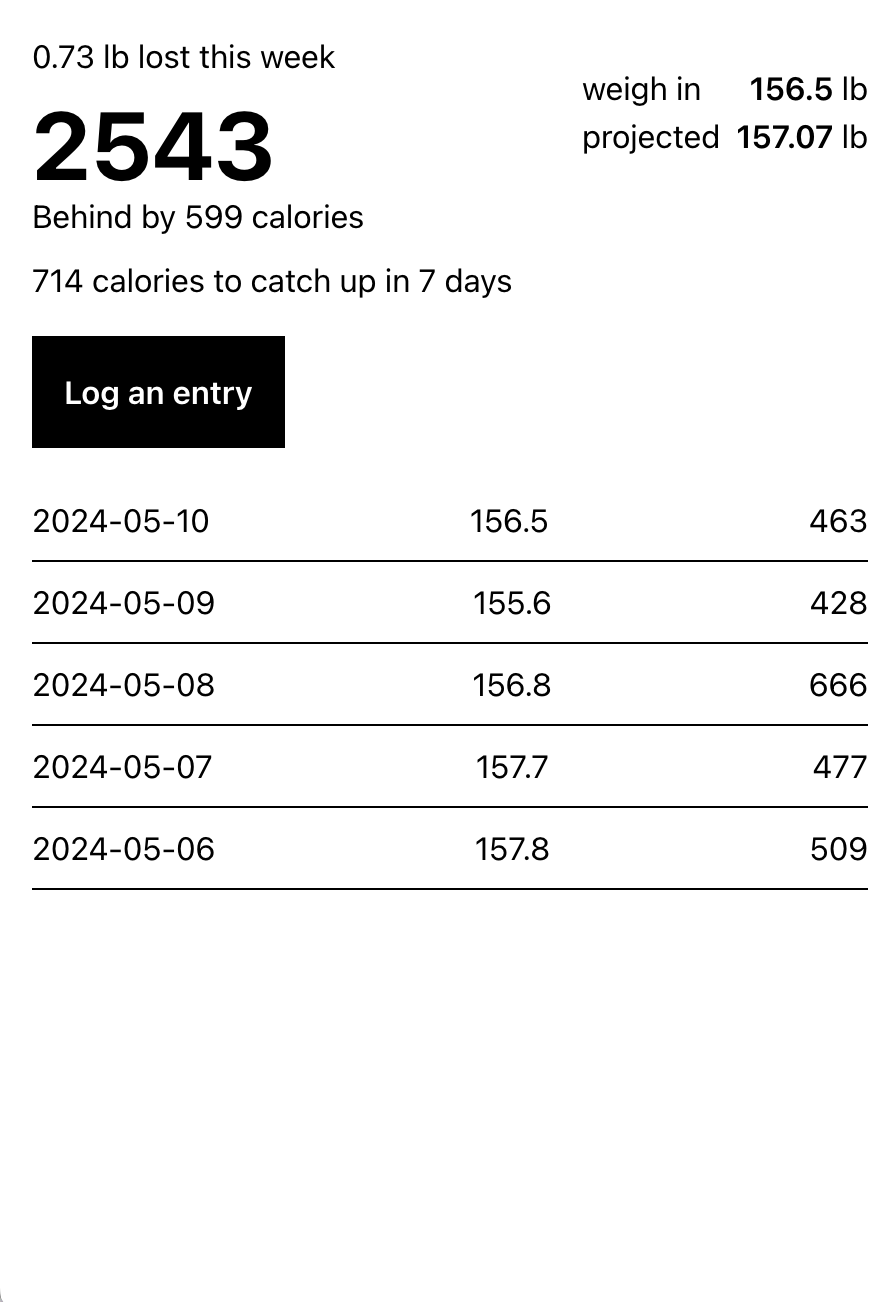 0.73 lb lost this week
2543
Behind by 599 calories
714 calories to catch up in 7 days
weigh in 156.5 lb
projected 157.07 lb
Log an entry
2024-05-10 156.5 463
2024-05-09 155.6 428
2024-05-08 156.8 666
2024-05-07 157.7 477
2024-05-06 157.8 509